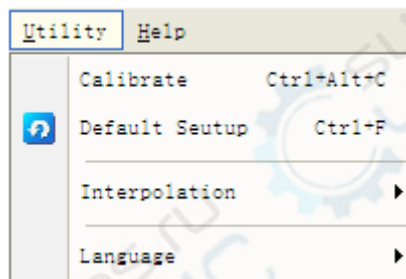 Utility Help
Calibrate Ctrl+Alt+C
Default Seutup Ctrl+F
Interpolation
Language